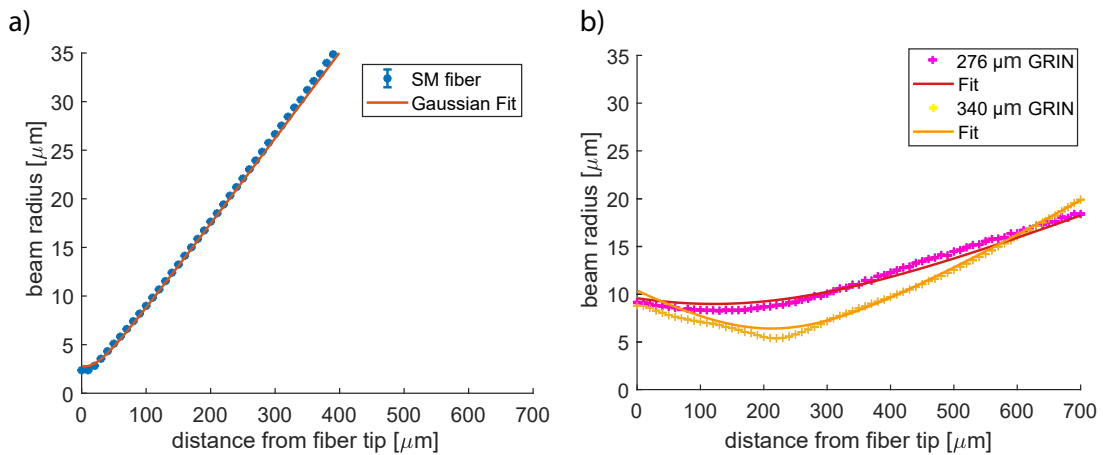 a)
35
30
25
20
15
10
5
0
0 100 200 300 400 500 600 700
beam radius [μm]
distance from fiber tip [μm]
SM fiber
Gaussian Fit
b)
35
30
25
20
15
10
5
0
0 100 200 300 400 500 600 700
beam radius [μm]
distance from fiber tip [μm]
276 μm GRIN
Fit
340 μm GRIN
Fit